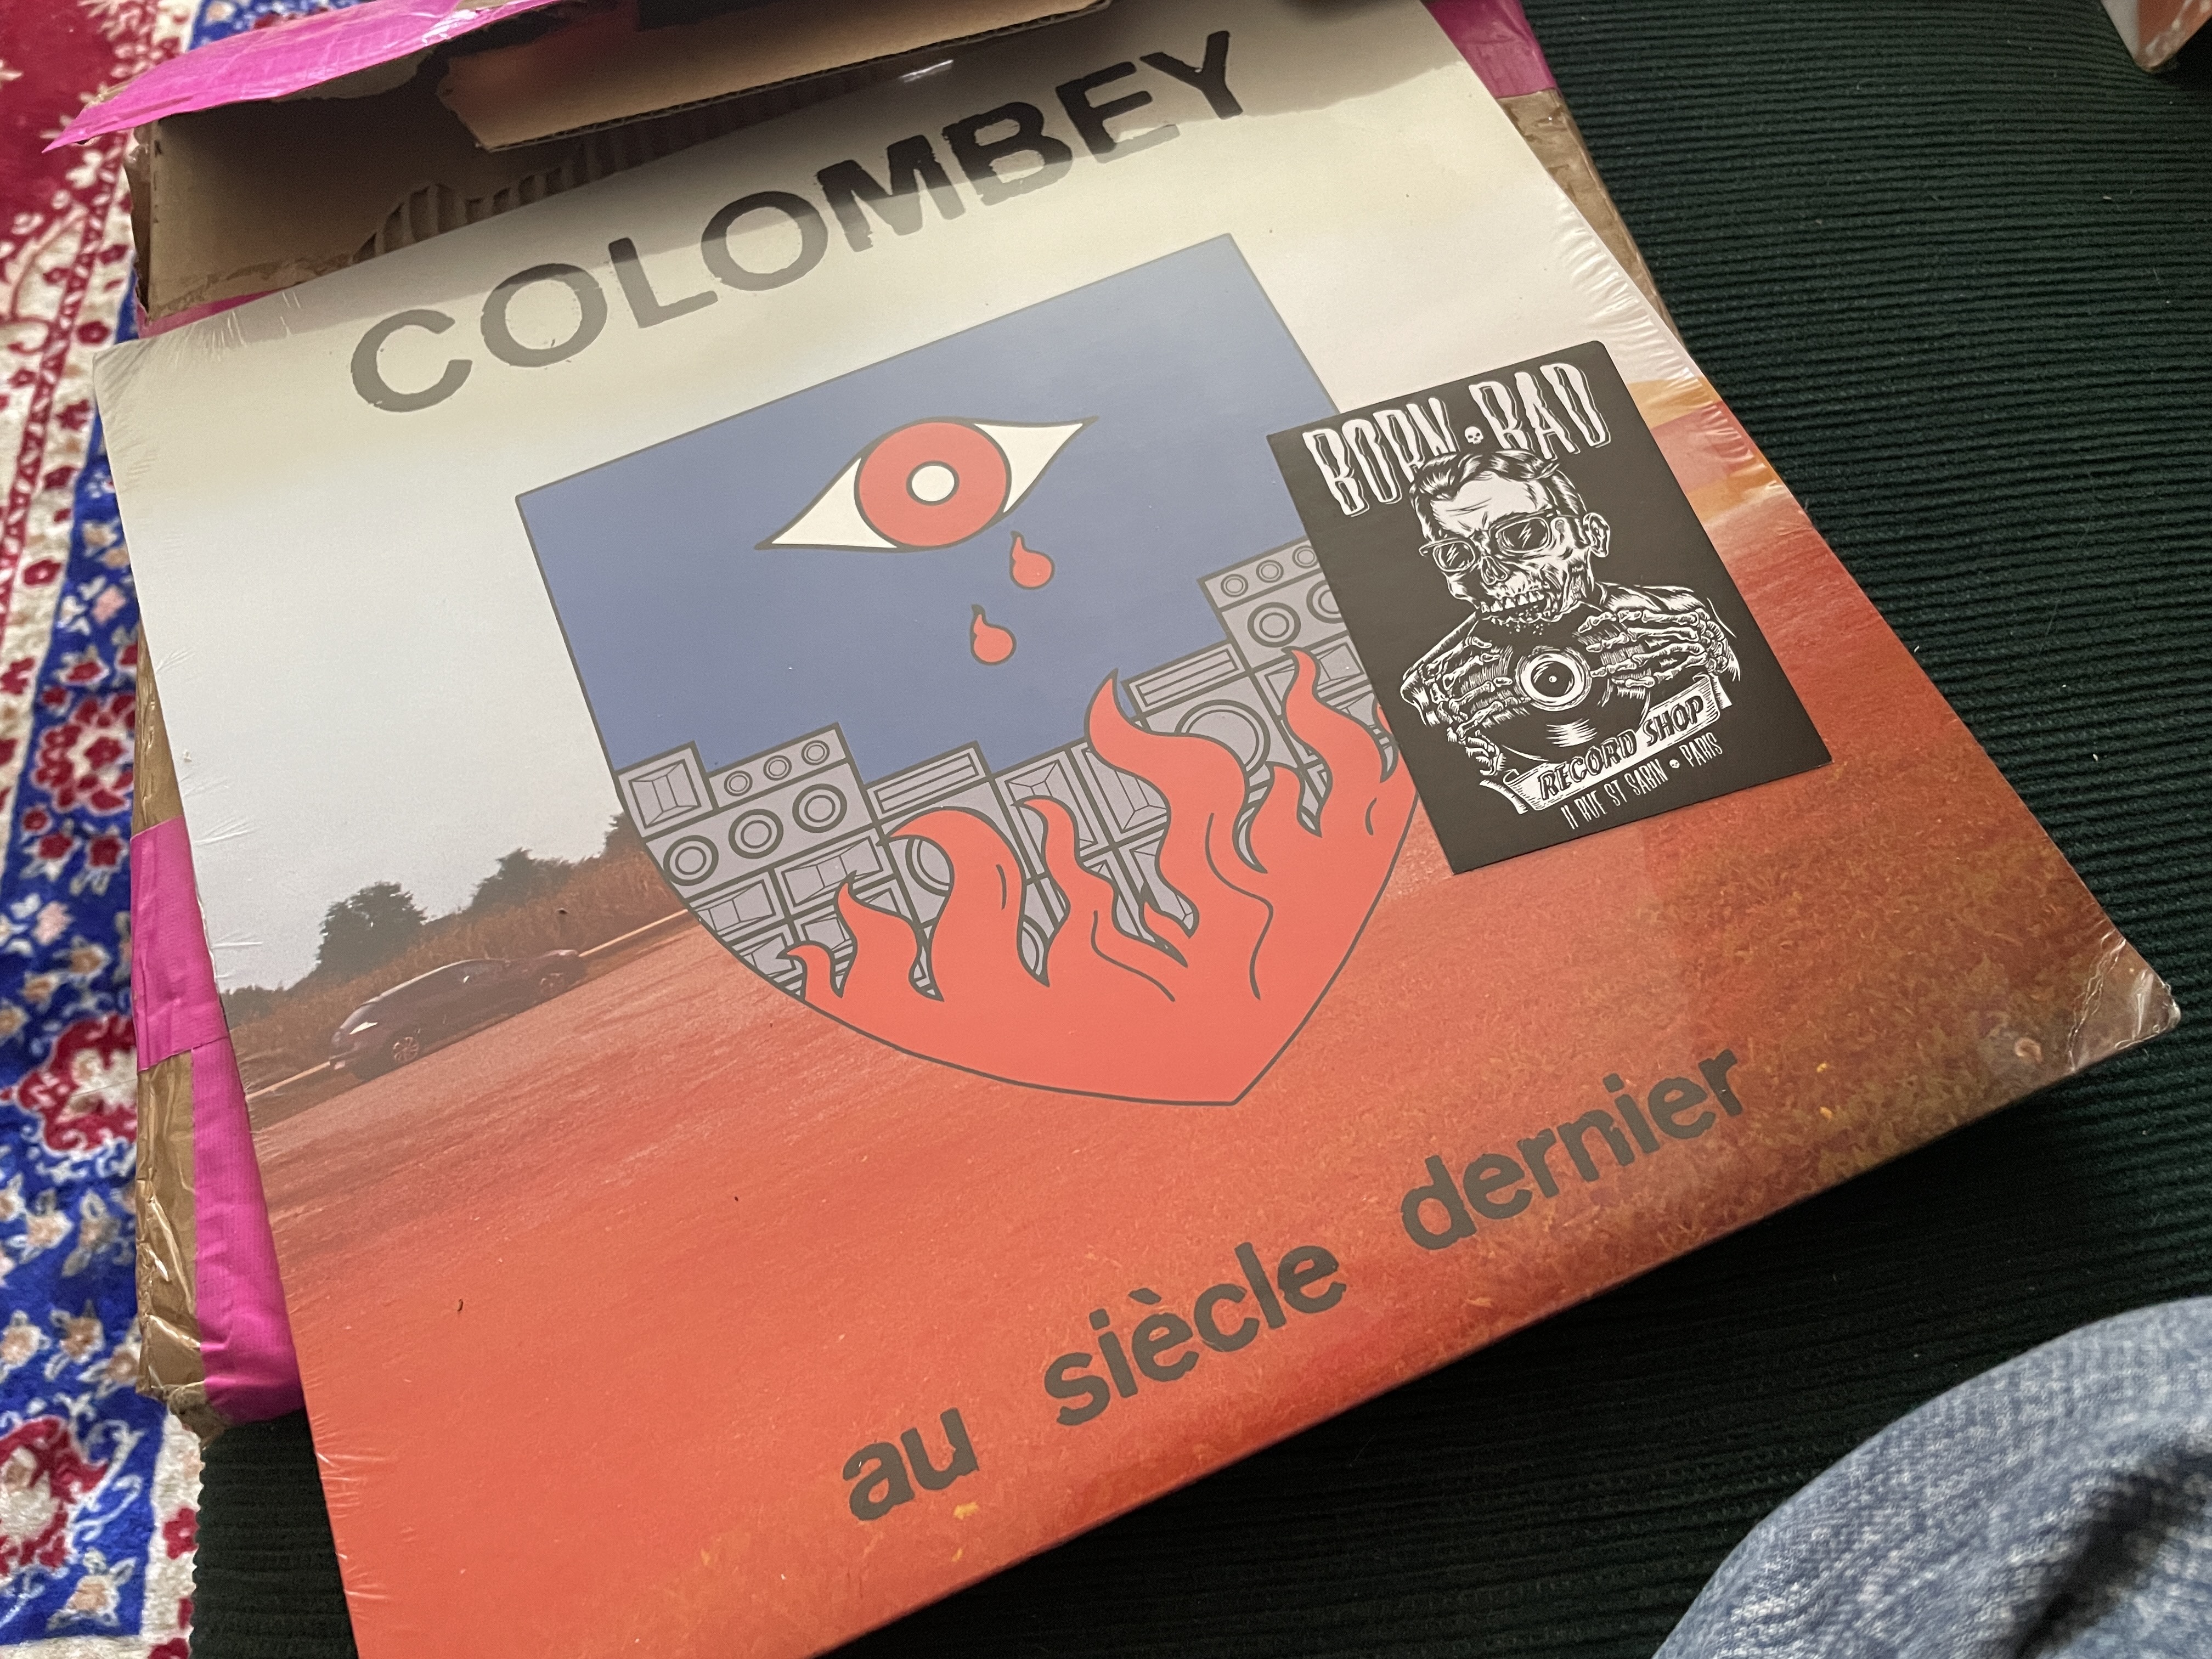 COLOMBEY
BORN BAD
RECORD SHOP
11 RUE ST SABIN • PARIS
au siècle dernier